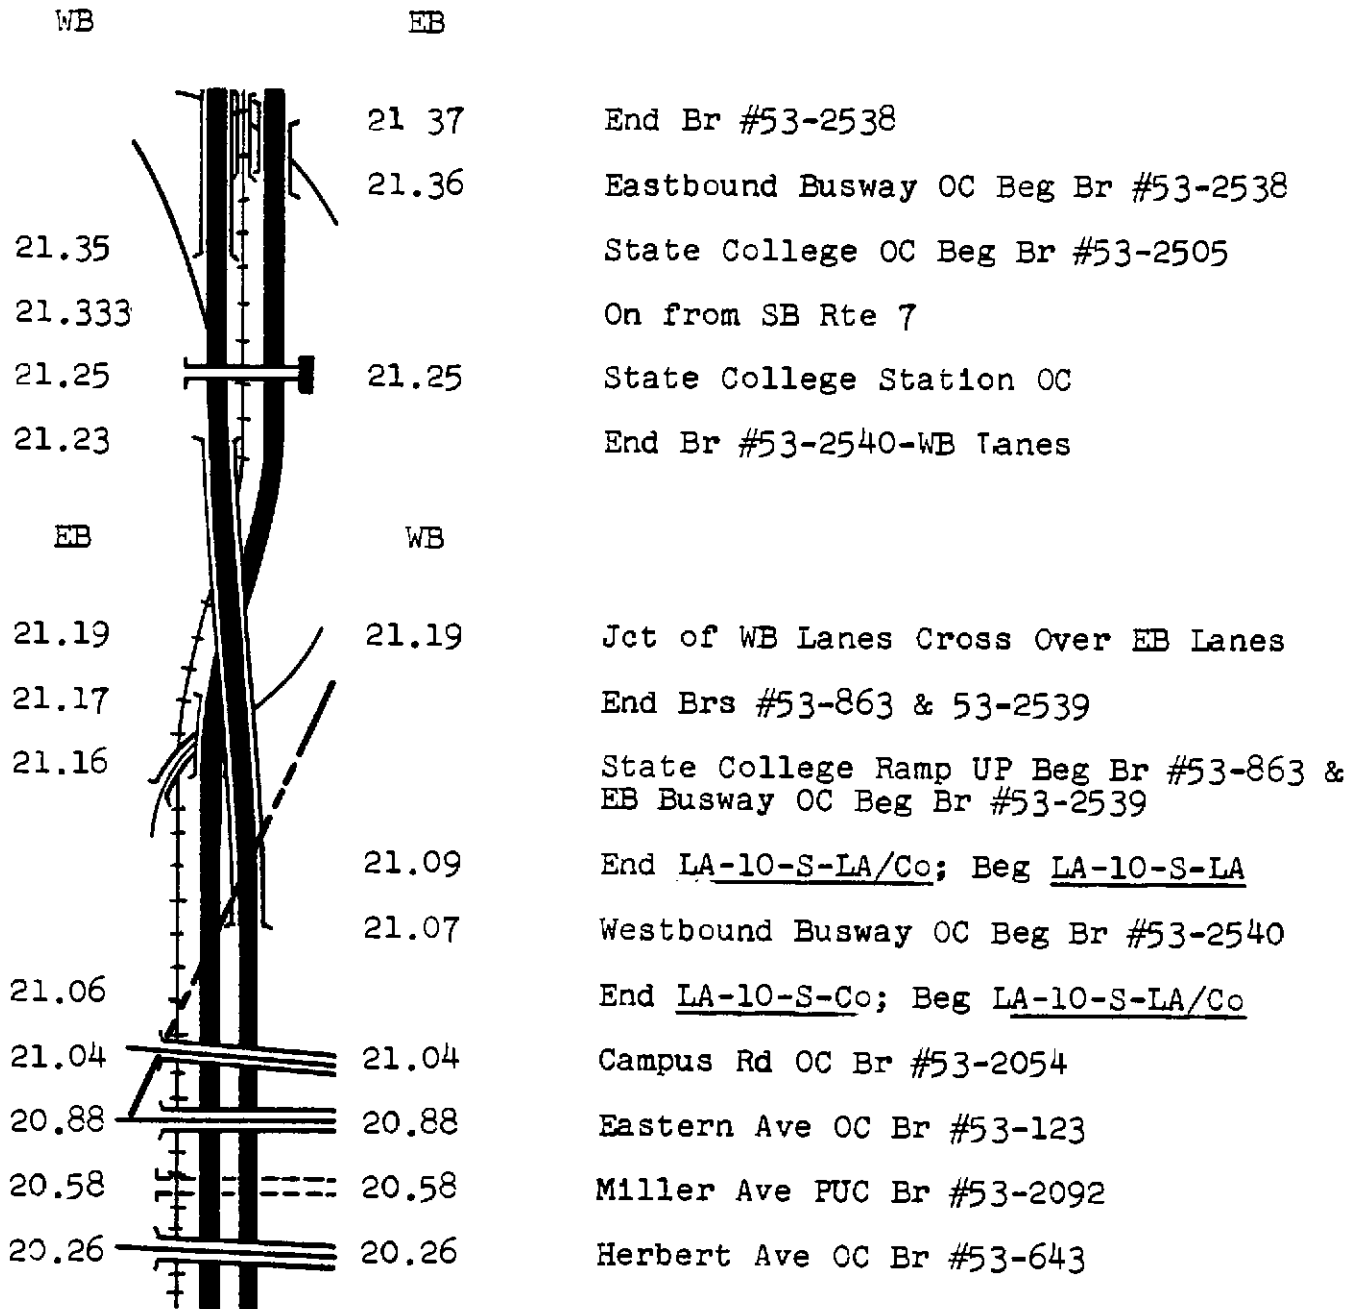 WB EB
21 37 End Br #53-2538
21.36 Eastbound Busway OC Beg Br #53-2538
21.35 State College OC Beg Br #53-2505
21.333 On from SB Rte 7
21.25 21.25 State College Station OC
21.23 End Br #53-2540-WB Lanes
EB WB
21.19 21.19 Jct of WB Lanes Cross Over EB Lanes
21.17 End Brs #53-863 & 53-2539
21.16 State College Ramp UP Beg Br #53-863 &
EB Busway OC Beg Br #53-2539
21.09 End LA-10-S-LA/Co; Beg LA-10-S-LA
21.07 Westbound Busway OC Beg Br #53-2540
21.06 End LA-10-S-Co; Beg LA-10-S-LA/Co
21.04 21.04 Campus Rd OC Br #53-2054
20.88 20.88 Eastern Ave OC Br #53-123
20.58 20.58 Miller Ave PUC Br #53-2092
20.26 20.26 Herbert Ave OC Br #53-643